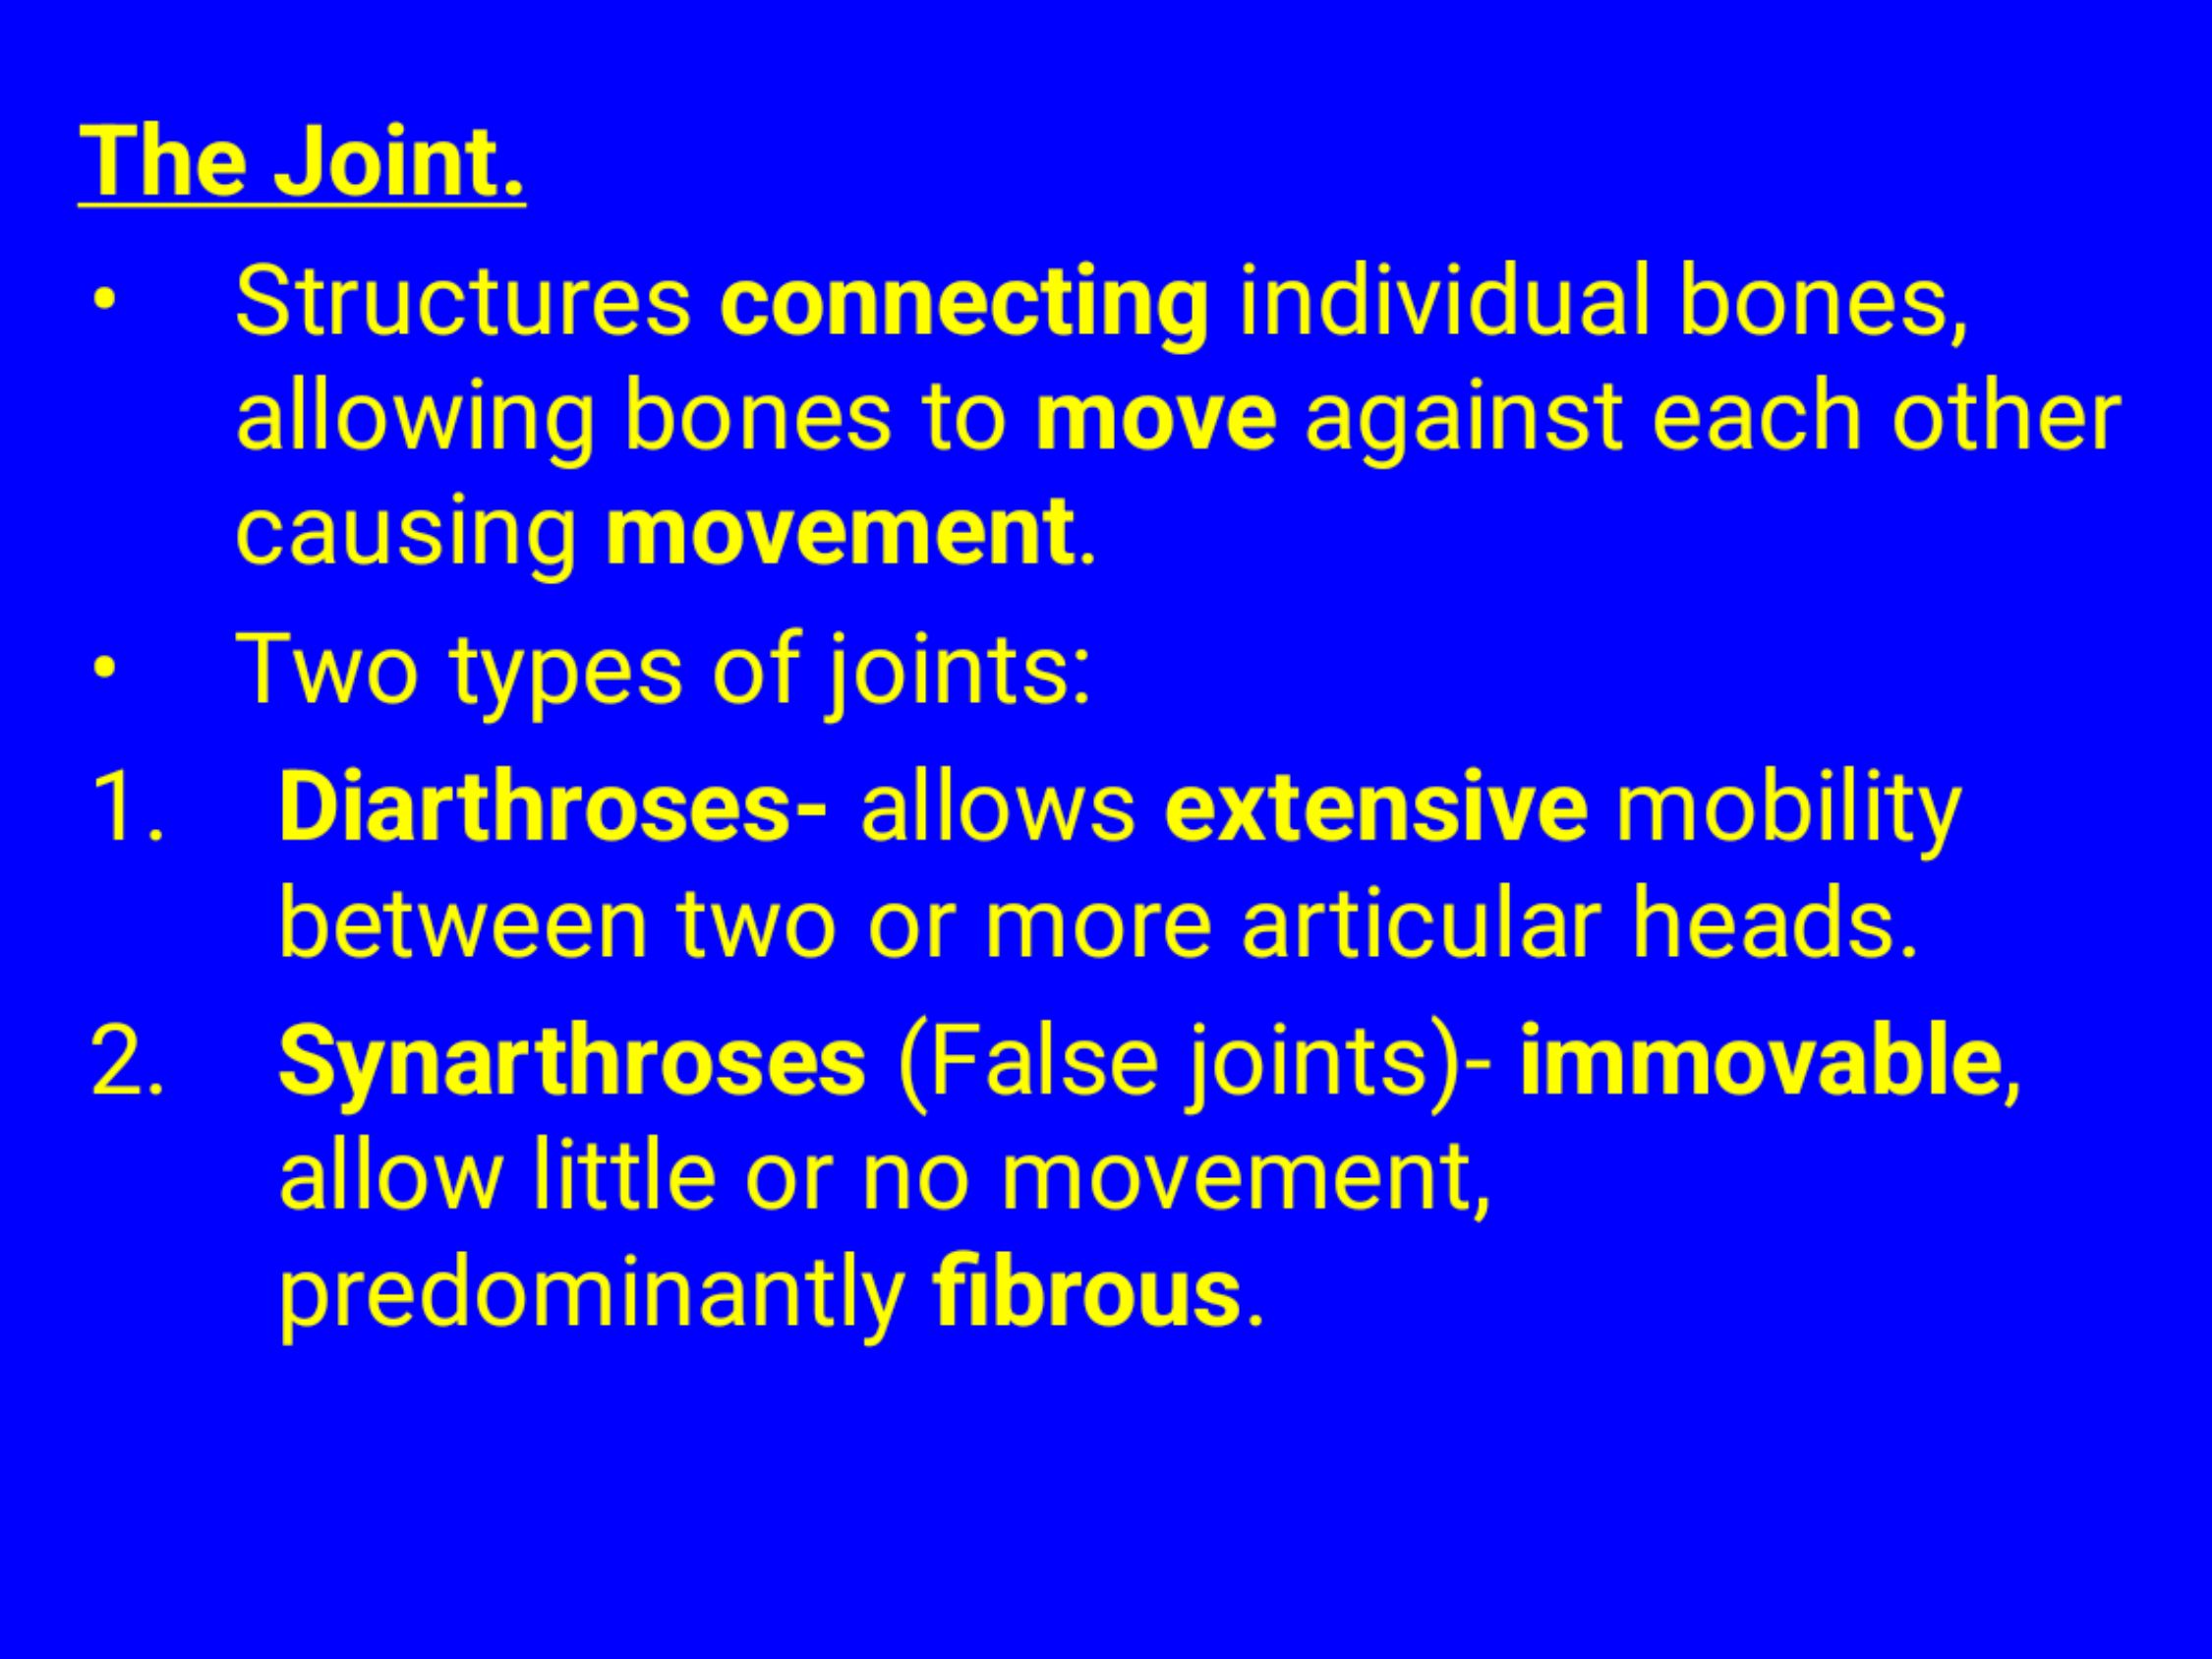 The Joint.
• Structures connecting individual bones,
allowing bones to move against each other
causing movement.
• Two types of joints:
1. Diarthroses- allows extensive mobility
between two or more articular heads.
2. Synarthroses (False joints)- immovable,
allow little or no movement,
predominantly fibrous.